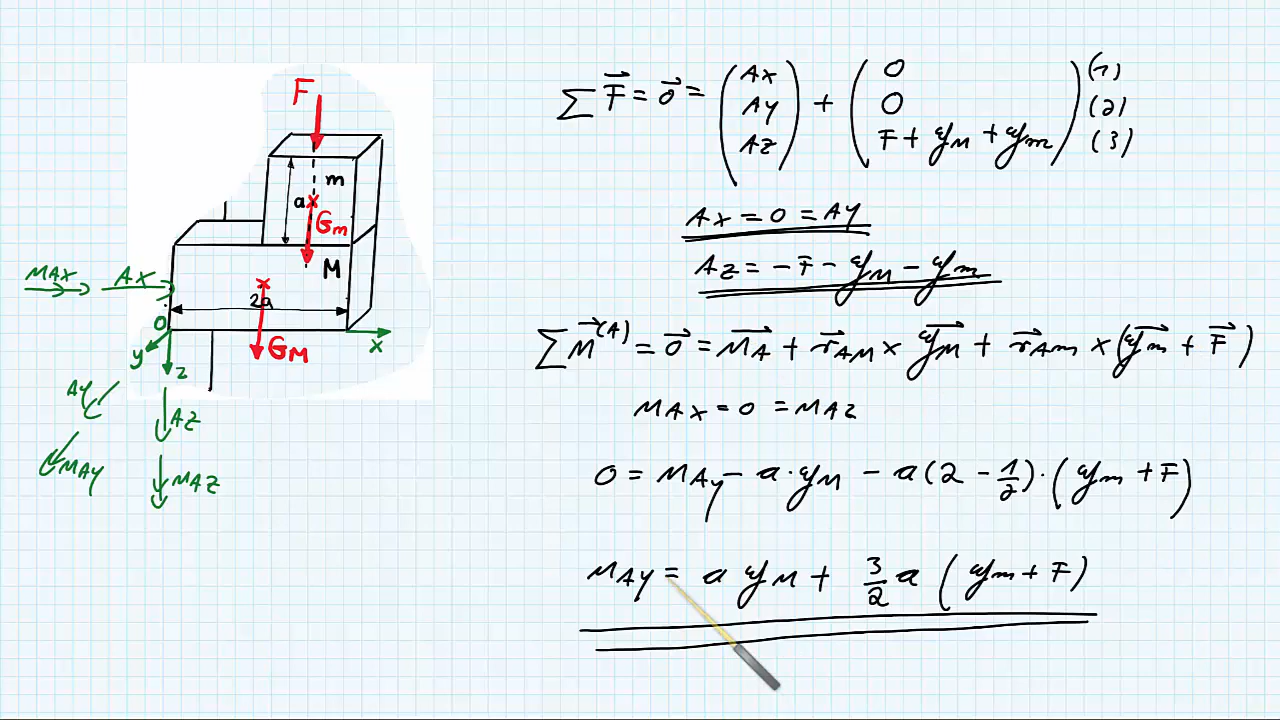 F
m
a
Gm
M
MAX AX
2a
O
GM
x
y
z
AY
AZ
MAY
MAZ
∑ F⃗ = 0⃗ = (AX AY AZ) + (0 0 F + GM + Gm) (1) (2) (3)
AX = 0 = AY
AZ = - F - GM - Gm
∑ M⃗(A) = 0⃗ = M⃗A + r⃗AM × G⃗M + r⃗Am × (G⃗m + F⃗)
MAX = 0 = MAZ
0 = MAY - a · GM - a (2 - 1/2) · (Gm + F)
MAY = a GM + 3/2 a (Gm + F)